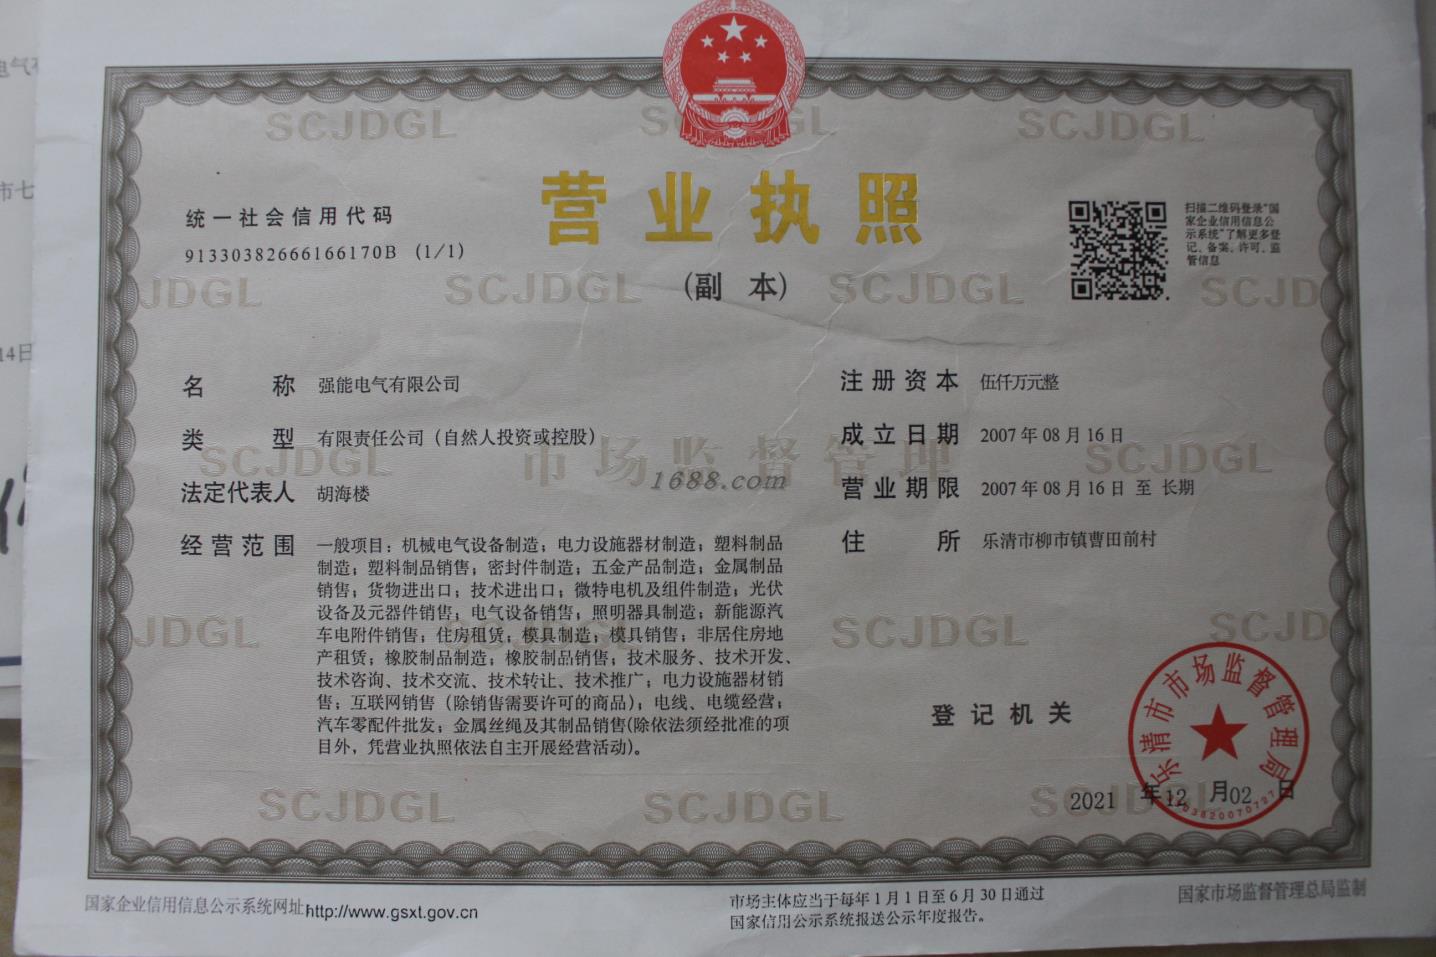 营业执照
(副 本)
统一社会信用代码
91330382666166170B (1/1)
扫描二维码登录“国
家企业信用信息公
示系统”了解更多登
记、备案、许可、监
管信息
名 称 强能电气有限公司
类 型 有限责任公司（自然人投资或控股）
法定代表人 胡海楼
经营范围 一般项目：机械电气设备制造；电力设施器材制造；塑料制品
制造；塑料制品销售；密封件制造；五金产品制造；金属制品
销售；货物进出口；技术进出口；微特电机及组件制造；光伏
设备及元器件销售；电气设备销售；照明器具制造；新能源汽
车电附件销售；住房租赁；模具制造；模具销售；非居住房地
产租赁；橡胶制品制造；橡胶制品销售；技术服务、技术开发、
技术咨询、技术交流、技术转让、技术推广；电力设施器材销
售；互联网销售（除销售需要许可的商品）；电线、电缆经营；
汽车零配件批发；金属丝绳及其制品销售(除依法须经批准的项
目外，凭营业执照依法自主开展经营活动)。
注册资本 伍仟万元整
成立日期 2007年08月16日
营业期限 2007年08月16日 至 长期
住 所 乐清市柳市镇曹田前村
登记机关
乐清市市场监督管理局
2021 年12 月02 日
市场监督管理
1688.com
SCJDGL SCJDGL
JDGL SCJDGL SCJDGL SCJD
SCJDGL SCJDGL
JDGL SCJDGL SCJD
SCJDGL SCJDGL
国家企业信用信息公示系统网址:http://www.gsxt.gov.cn
市场主体应当于每年1月1日至6月30日通过
国家信用公示系统报送公示年度报告。
国家市场监督管理总局监制
电气
市七
14日